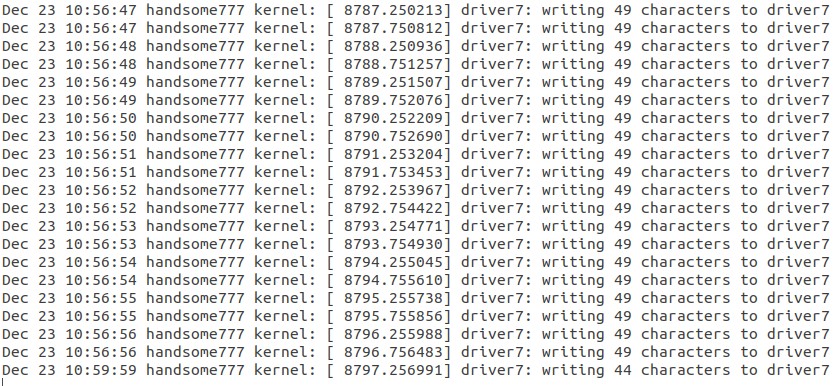 Dec 23 10:56:47 handsome777 kernel: [ 8787.250213] driver7: writing 49 characters to driver7
Dec 23 10:56:47 handsome777 kernel: [ 8787.750812] driver7: writing 49 characters to driver7
Dec 23 10:56:48 handsome777 kernel: [ 8788.250936] driver7: writing 49 characters to driver7
Dec 23 10:56:48 handsome777 kernel: [ 8788.751257] driver7: writing 49 characters to driver7
Dec 23 10:56:49 handsome777 kernel: [ 8789.251507] driver7: writing 49 characters to driver7
Dec 23 10:56:49 handsome777 kernel: [ 8789.752076] driver7: writing 49 characters to driver7
Dec 23 10:56:50 handsome777 kernel: [ 8790.252209] driver7: writing 49 characters to driver7
Dec 23 10:56:50 handsome777 kernel: [ 8790.752690] driver7: writing 49 characters to driver7
Dec 23 10:56:51 handsome777 kernel: [ 8791.253204] driver7: writing 49 characters to driver7
Dec 23 10:56:51 handsome777 kernel: [ 8791.753453] driver7: writing 49 characters to driver7
Dec 23 10:56:52 handsome777 kernel: [ 8792.253967] driver7: writing 49 characters to driver7
Dec 23 10:56:52 handsome777 kernel: [ 8792.754422] driver7: writing 49 characters to driver7
Dec 23 10:56:53 handsome777 kernel: [ 8793.254771] driver7: writing 49 characters to driver7
Dec 23 10:56:53 handsome777 kernel: [ 8793.754930] driver7: writing 49 characters to driver7
Dec 23 10:56:54 handsome777 kernel: [ 8794.255045] driver7: writing 49 characters to driver7
Dec 23 10:56:54 handsome777 kernel: [ 8794.755610] driver7: writing 49 characters to driver7
Dec 23 10:56:55 handsome777 kernel: [ 8795.255738] driver7: writing 49 characters to driver7
Dec 23 10:56:55 handsome777 kernel: [ 8795.755856] driver7: writing 49 characters to driver7
Dec 23 10:56:56 handsome777 kernel: [ 8796.255988] driver7: writing 49 characters to driver7
Dec 23 10:56:56 handsome777 kernel: [ 8796.756483] driver7: writing 49 characters to driver7
Dec 23 10:59:59 handsome777 kernel: [ 8797.256991] driver7: writing 44 characters to driver7